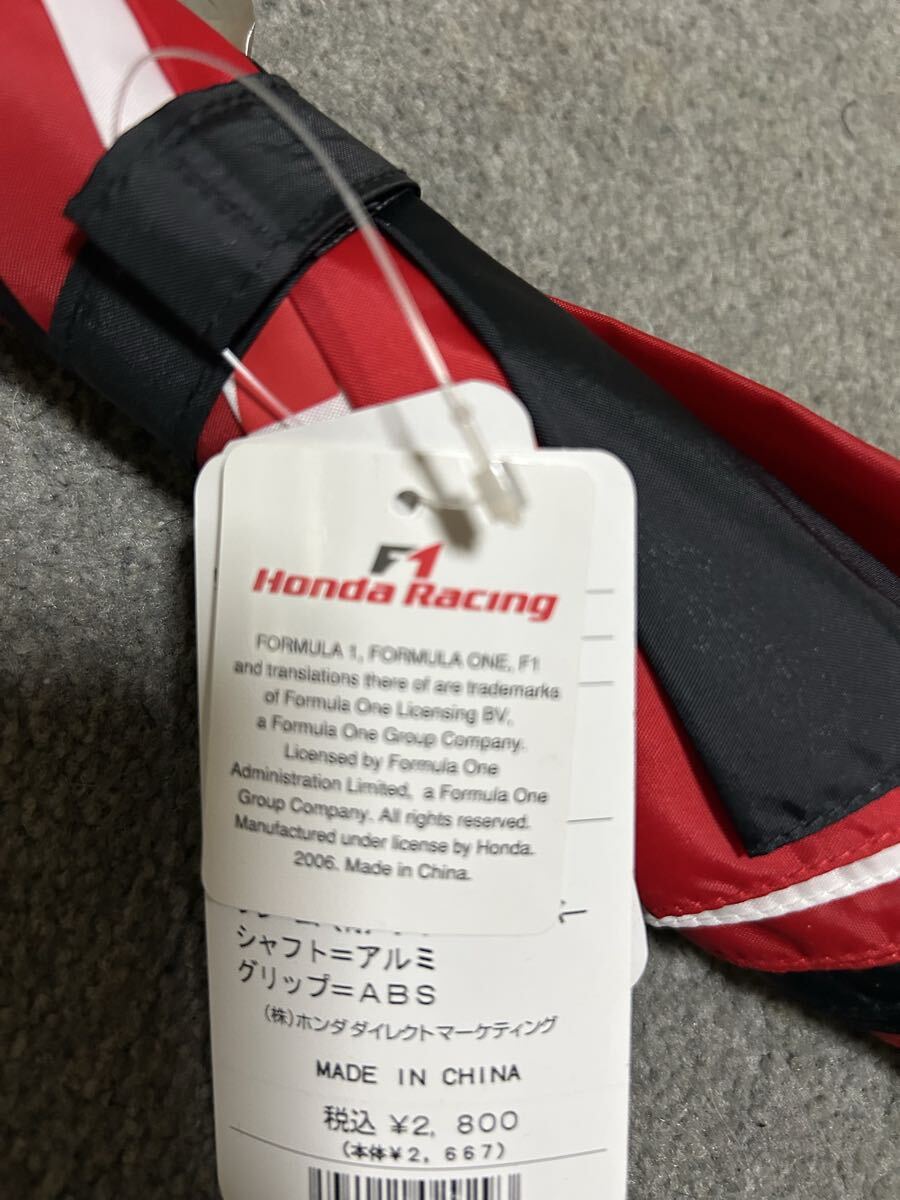 F1
Honda Racing
FORMULA 1, FORMULA ONE, F1
and translations there of are trademarks
of Formula One Licensing BV,
a Formula One Group Company.
Licensed by Formula One
Administration Limited, a Formula One
Group Company. All rights reserved.
Manufactured under license by Honda.
2006. Made in China.
シャフト=アルミ
グリップ=ABS
(株)ホンダダイレクトマーケティング
MADE IN CHINA
税込 ¥2,800
(本体¥2,667)